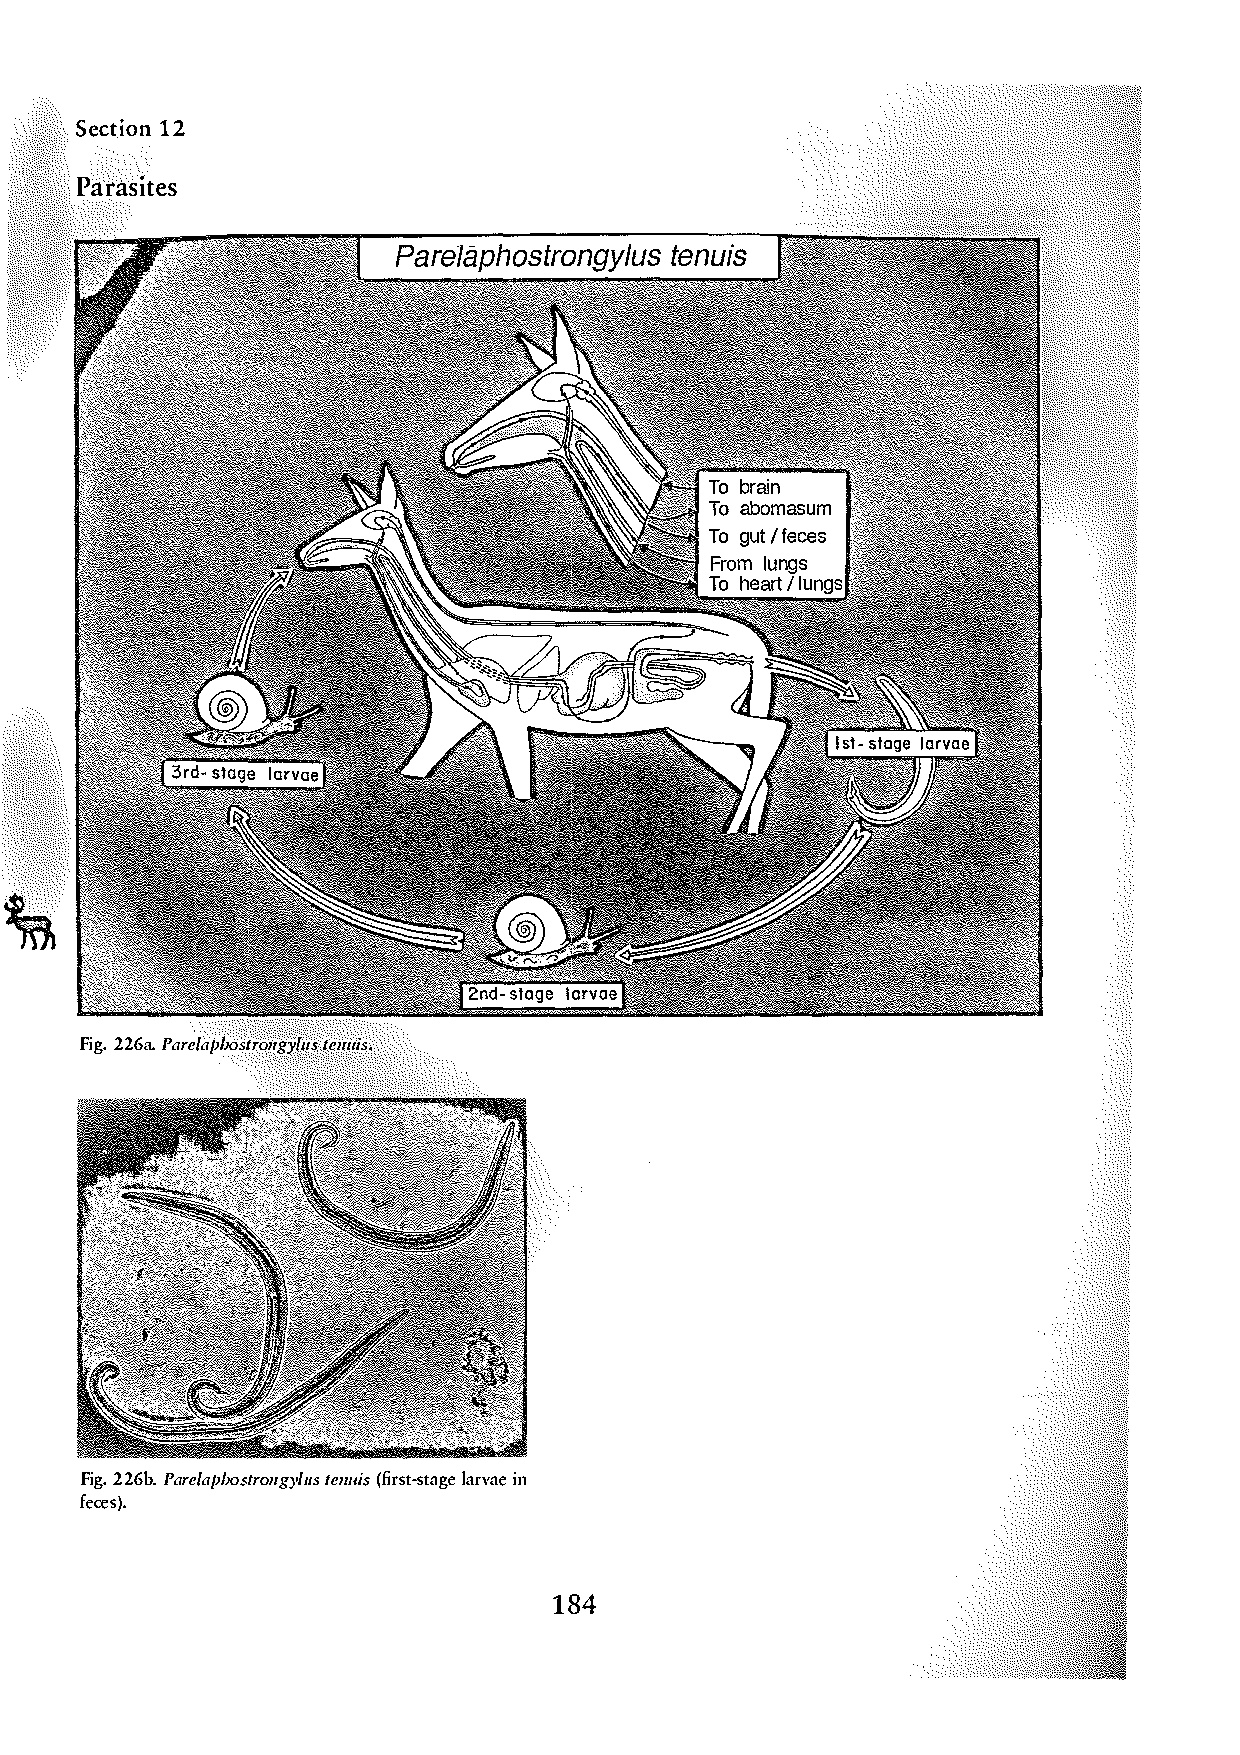 Section 12
Parasites
Parelaphostrongylus tenuis
To brain
To abomasum
To gut / feces
From lungs
To heart / lungs
1st-stage larvae
3rd-stage larvae
2nd-stage larvae
Fig. 226a. Parelaphostrongylus tenuis.
Fig. 226b. Parelaphostrongylus tenuis (first-stage larvae in
feces).
184